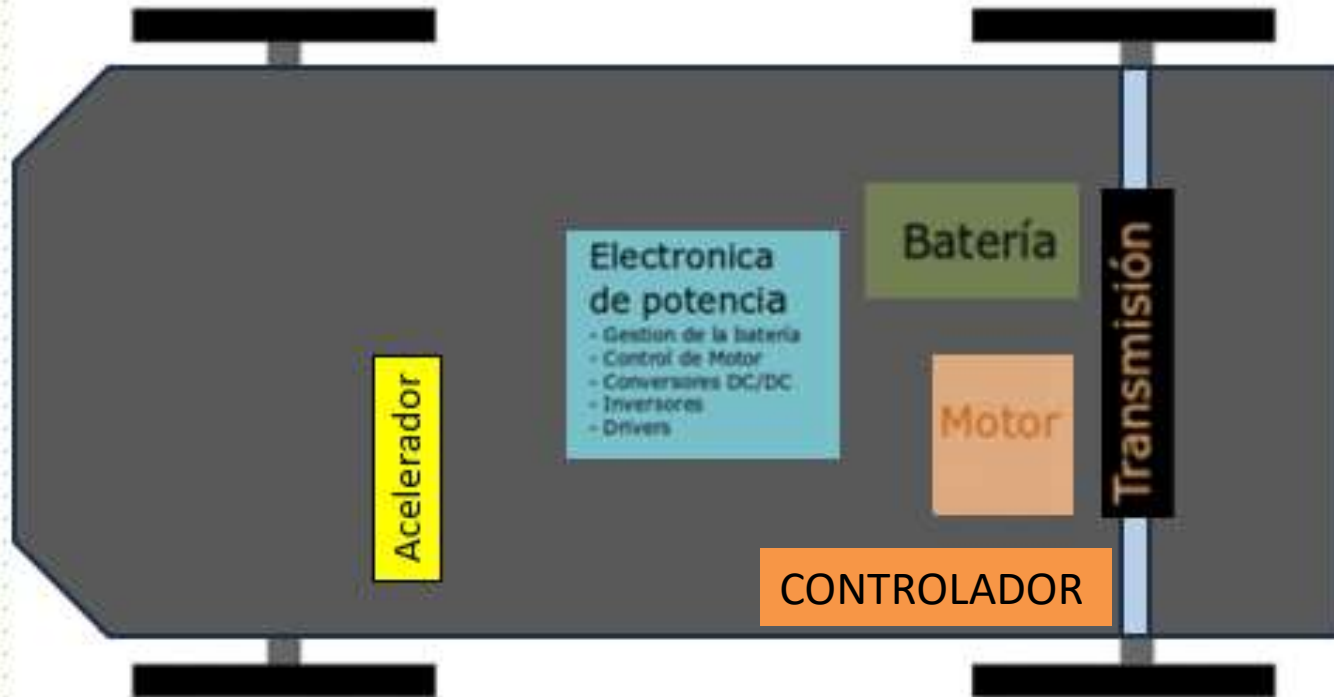 Electronica
de potencia
- Gestion de la bateria
- Control de Motor
- Conversores DC/DC
- Inversores
- Drivers
Batería
Transmisión
Motor
Acelerador
CONTROLADOR